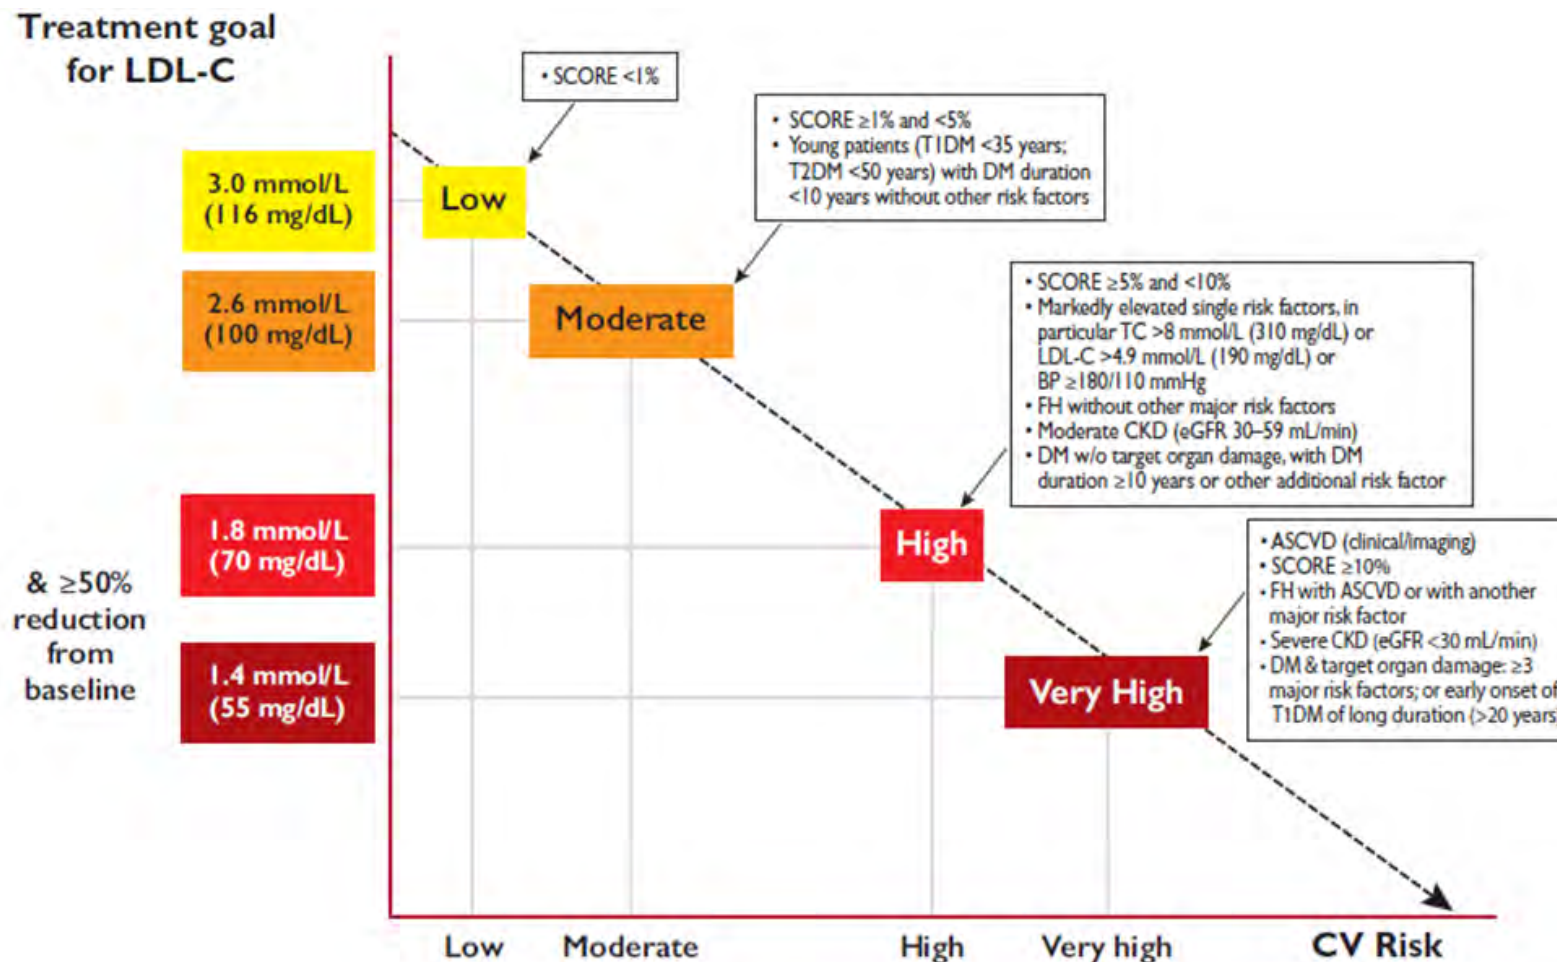 Treatment goal
for LDL-C
• SCORE <1%
• SCORE ≥1% and <5%
• Young patients (T1DM <35 years;
T2DM <50 years) with DM duration
<10 years without other risk factors
3.0 mmol/L
(116 mg/dL)
Low
2.6 mmol/L
(100 mg/dL)
Moderate
• SCORE ≥5% and <10%
• Markedly elevated single risk factors, in
particular TC >8 mmol/L (310 mg/dL) or
LDL-C >4.9 mmol/L (190 mg/dL) or
BP ≥180/110 mmHg
• FH without other major risk factors
• Moderate CKD (eGFR 30–59 mL/min)
• DM w/o target organ damage, with DM
duration ≥10 years or other additional risk factor
1.8 mmol/L
(70 mg/dL)
High
• ASCVD (clinical/imaging)
• SCORE ≥10%
• FH with ASCVD or with another
major risk factor
• Severe CKD (eGFR <30 mL/min)
• DM & target organ damage: ≥3
major risk factors; or early onset of
T1DM of long duration (>20 years)
& ≥50%
reduction
from
baseline
1.4 mmol/L
(55 mg/dL)
Very High
Low Moderate High Very high CV Risk